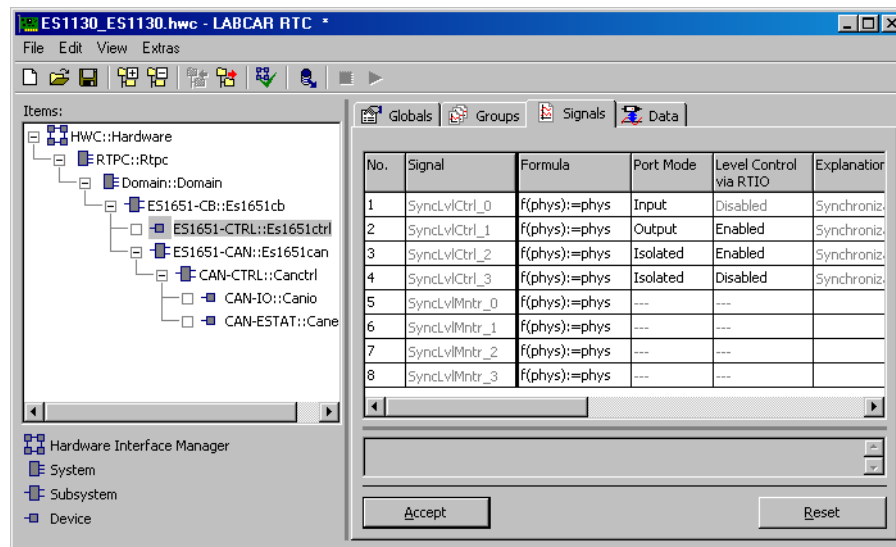 ES1130_ES1130.hwc - LABCAR RTC *
File Edit View Extras
Items:
HWC::Hardware
RTPC::Rtpc
Domain::Domain
ES1651-CB::Es1651cb
ES1651-CTRL::Es1651ctrl
ES1651-CAN::Es1651can
CAN-CTRL::Canctrl
CAN-IO::Canio
CAN-ESTAT::Cane
Hardware Interface Manager
System
Subsystem
Device
Globals Groups Signals Data
No. Signal Formula Port Mode Level Control via RTIO Explanation
1 SyncLvlCtrl_0 f(phys):=phys Input Disabled Synchroniz
2 SyncLvlCtrl_1 f(phys):=phys Output Enabled Synchroniz
3 SyncLvlCtrl_2 f(phys):=phys Isolated Enabled Synchroniz
4 SyncLvlCtrl_3 f(phys):=phys Isolated Disabled Synchroniz
5 SyncLvlMntr_0 f(phys):=phys --- ---
6 SyncLvlMntr_1 f(phys):=phys --- ---
7 SyncLvlMntr_2 f(phys):=phys --- ---
8 SyncLvlMntr_3 f(phys):=phys --- ---
Accept Reset